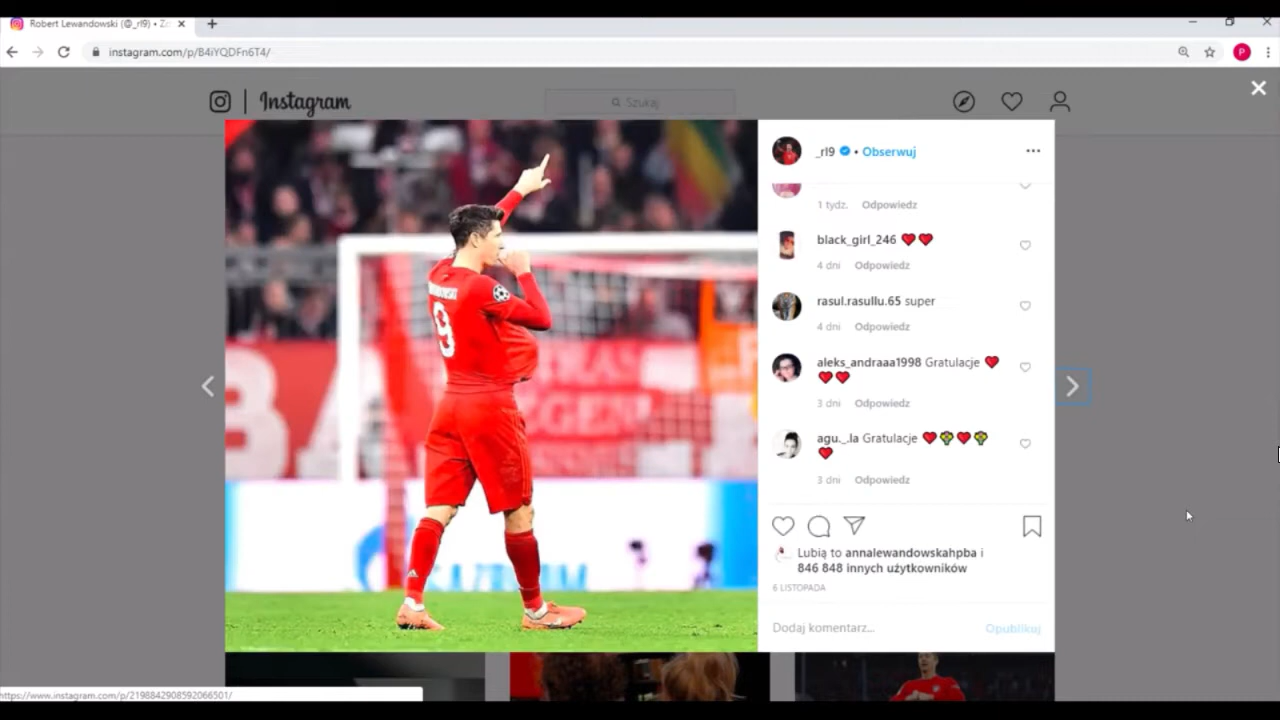 Robert Lewandowski (@_rl9) • Z
instagram.com/p/B4iYQDFn6T4/
P
Instagram
Szukaj
_rl9 • Obserwuj
1 tydz. Odpowiedz
black_girl_246 ❤️❤️
4 dni Odpowiedz
rasul.rasullu.65 super
4 dni Odpowiedz
aleks_andraaa1998 Gratulacje ❤️
❤️❤️
3 dni Odpowiedz
agu._.la Gratulacje ❤️💐❤️💐
❤️
3 dni Odpowiedz
Lubią to annalewandowskahpba i
846 848 innych użytkowników
6 LISTOPADA
Dodaj komentarz...
Opublikuj
9
GAZPROM
https://www.instagram.com/p/2198842908592066501/